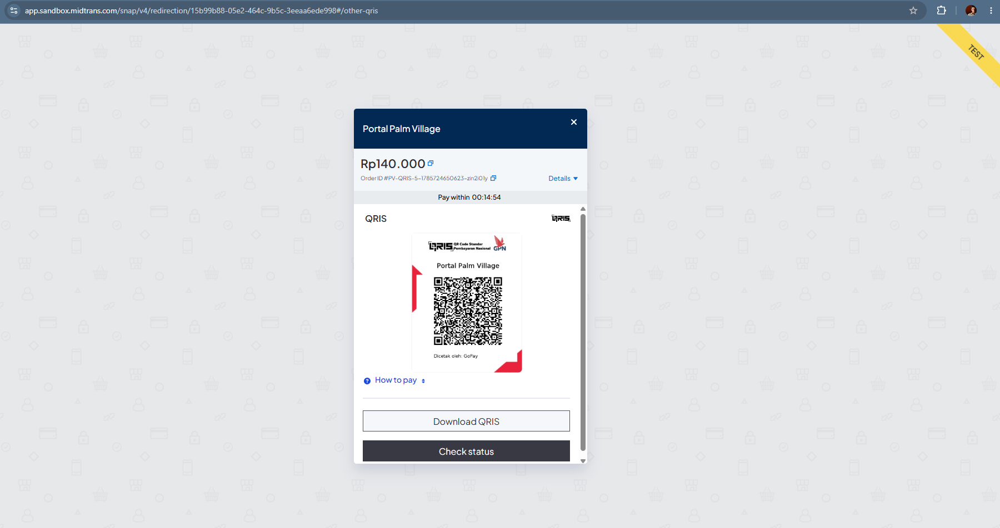 app.sandbox.midtrans.com/snap/v4/redirection/15b99b88-05e2-464c-9b5c-3eeaa6ede998#/other-qris
TEST
Portal Palm Village
Rp140.000
Order ID #PV-QRIS-5-1785724650623-zin2i01y
Details
Pay within 00:14:54
QRIS
QRIS
QRIS QR Code Standar Pembayaran Nasional GPN
Portal Palm Village
Dicetak oleh: GoPay
? How to pay
Download QRIS
Check status